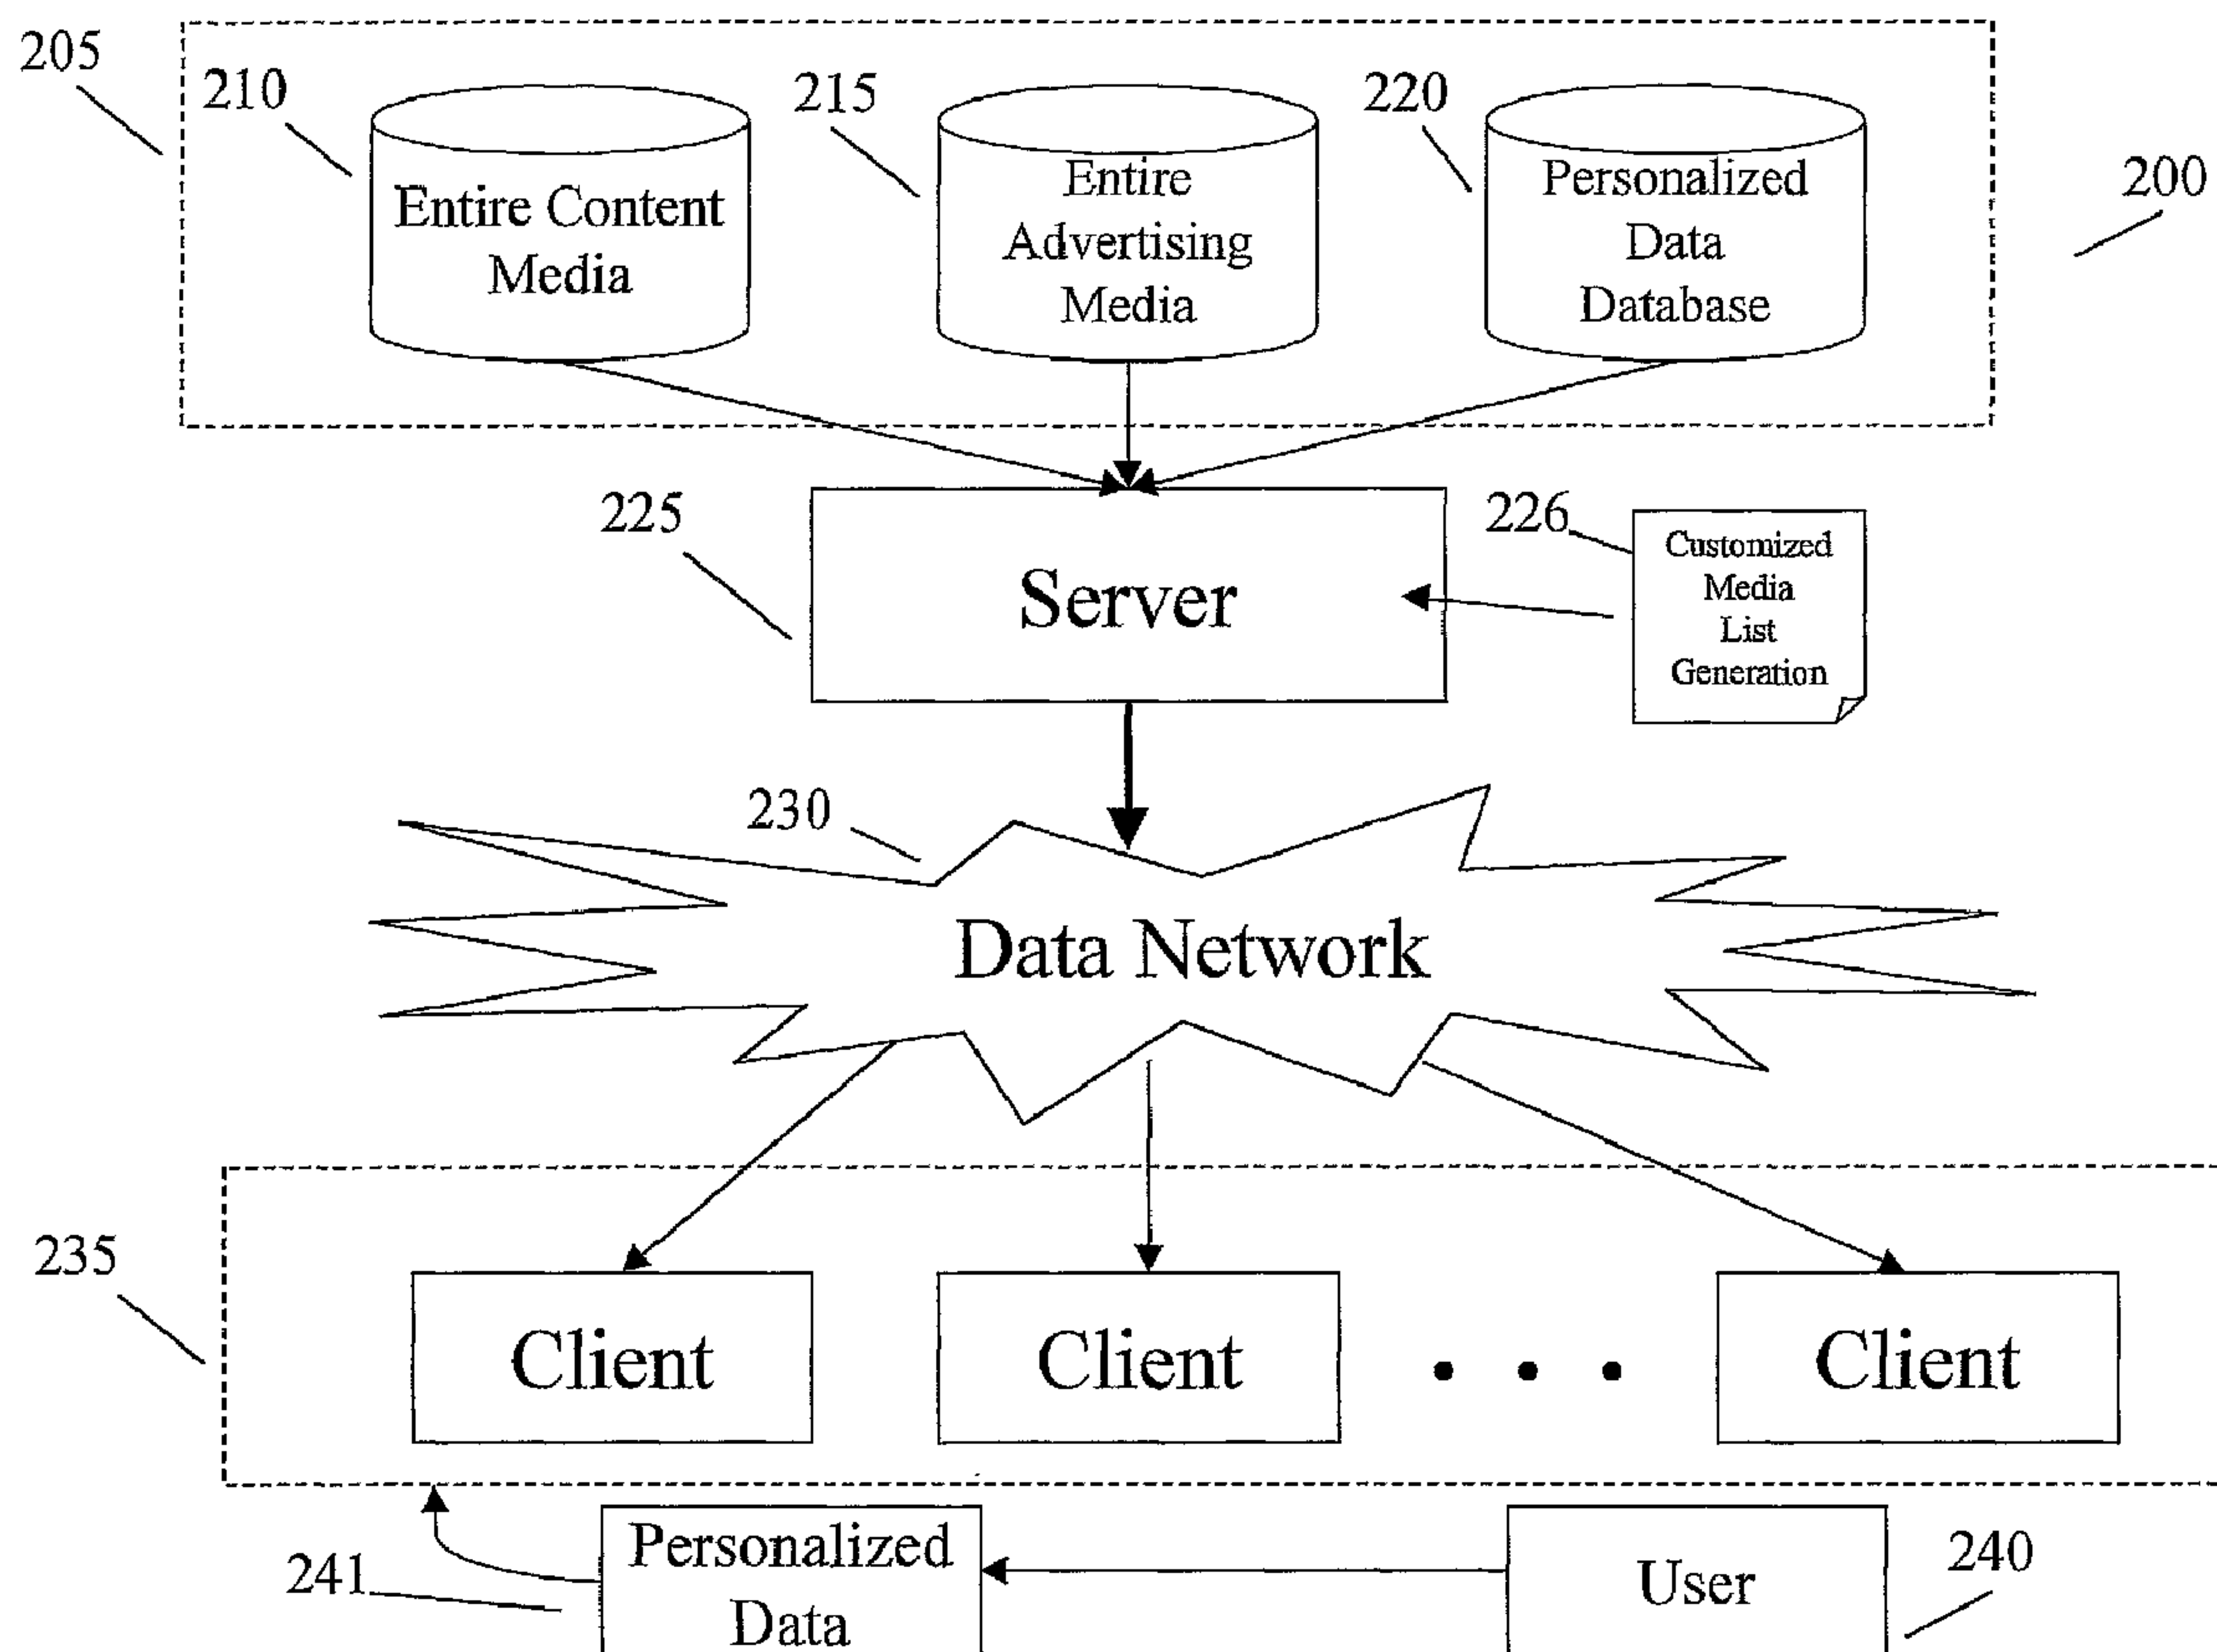 205
210
Entire Content
Media
215
Entire
Advertising
Media
220
Personalized
Data
Database
200
225
Server
226
Customized
Media
List
Generation
230
Data Network
235
Client
Client
• • •
Client
241
Personalized
Data
User
240